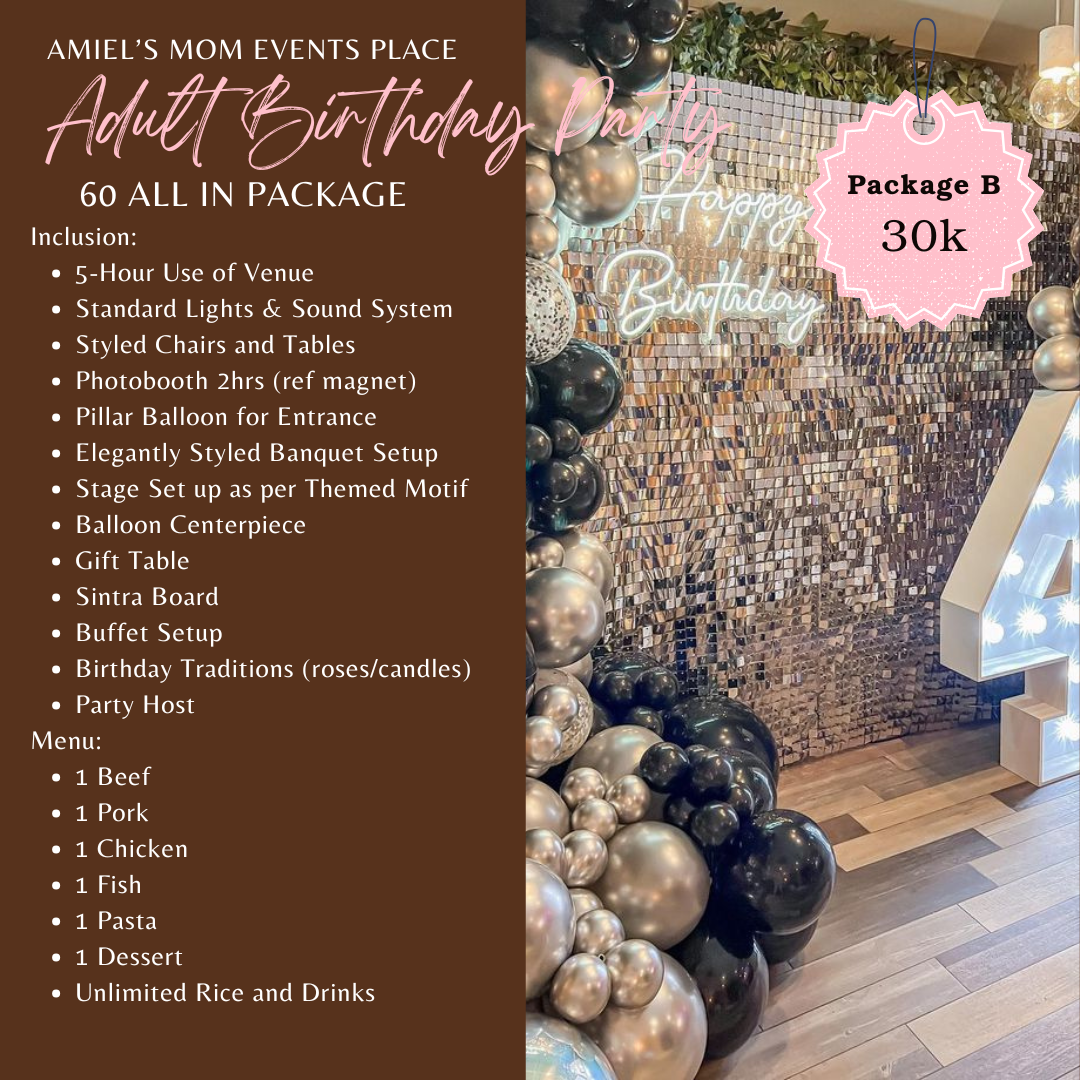 AMIEL'S MOM EVENTS PLACE
Adult Birthday Party
60 ALL IN PACKAGE
Inclusion:
• 5-Hour Use of Venue
• Standard Lights & Sound System
• Styled Chairs and Tables
• Photobooth 2hrs (ref magnet)
• Pillar Balloon for Entrance
• Elegantly Styled Banquet Setup
• Stage Set up as per Themed Motif
• Balloon Centerpiece
• Gift Table
• Sintra Board
• Buffet Setup
• Birthday Traditions (roses/candles)
• Party Host
Menu:
• 1 Beef
• 1 Pork
• 1 Chicken
• 1 Fish
• 1 Pasta
• 1 Dessert
• Unlimited Rice and Drinks
Package B
30k
Happy
Birthday
4